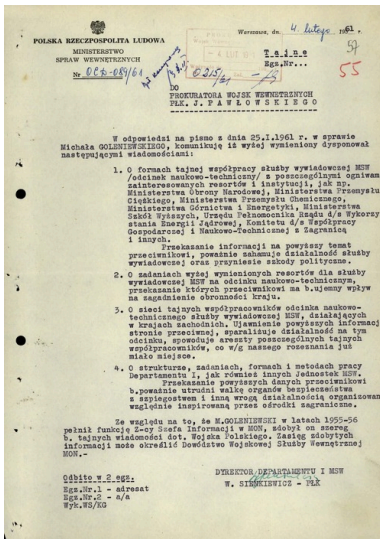 Warszawa, dn. 4 lutego 1961.
57
POLSKA RZECZPOSPOLITA LUDOWA
MINISTERSTWO
SPRAW WEWNĘTRZNYCH
Nr
T a j n e
Egz.Nr...
55
DO
PROKURATORA WOJSK WEWNĘTRZNYCH
PŁK. J. PAWŁOWSKIEGO
W odpowiedzi na pismo z dnia 25.I.1961 r. w sprawie
Michała GOLENIEWSKIEGO, komunikuję iż wyżej wymieniony dysponował
następującymi wiadomościami:
1. O formach tajnej współpracy służby wywiadowczej MSW
/odcinek naukowo-techniczny/ z poszczególnymi ogniwami
zainteresowanych resortów i instytucji, jak np.
Ministerstwa Obrony Narodowej, Ministerstwa Przemysłu
Ciężkiego, Ministerstwa Przemysłu Chemicznego,
Ministerstwa Górnictwa i Energetyki, Ministerstwa
Szkół Wyższych, Urzędu Pełnomocnika Rządu d/s Wykorzy
stania Energii Jądrowej, Komitetu d/s Współpracy
Gospodarczej i Naukowo-Technicznej z Zagranicą
i innych.
Przekazanie informacji na powyższy temat
przeciwnikowi, poważnie zahamuje działalność służby
wywiadowczej oraz przyniesie szkody polityczne.
2. O zadaniach wyżej wymienionych resortów dla służby
wywiadowczej MSW na odcinku naukowo-technicznym,
przekazanie których przeciwnikowi ma b.ujemny wpływ
na zagadnienie obronności kraju.
3. O sieci tajnych współpracowników odcinka naukowo-
technicznego służby wywiadowczej MSW, działających
w krajach zachodnich. Ujawnienie powyższych informacji
stronie przeciwnej, paraliżuje działalność na tym
odcinku, spowoduje areszty poszczególnych tajnych
współpracowników, co w/g naszego rozeznania już
miało miejsce.
4. O strukturze, zadaniach, formach i metodach pracy
Departamentu I, jak również innych Jednostek MSW.
Przekazanie powyższych danych przeciwnikowi
b.poważnie utrudni walkę organów bezpieczeństwa
z szpiegostwem i inną wrogą działalnością organizowaną
względnie inspirowaną przez ośrodki zagraniczne.
Ze względu na to, że M.GOLENIEWSKI w latach 1955-56
pełnił funkcję Z-cy Szefa Informacji w MON, zdobył on szereg
b. tajnych wiadomości dot. Wojska Polskiego. Zasięg zdobytych
informacji może określić Dowództwo Wojskowej Służby Wewnętrznej
MON.-
DYREKTOR DEPARTAMENTU I MSW
W. SIENKIEWICZ - PŁK
Odbito w 2 egz.
Egz.Nr.1 - adresat
Egz.Nr.2 - a/a
Wyk.WS/KG